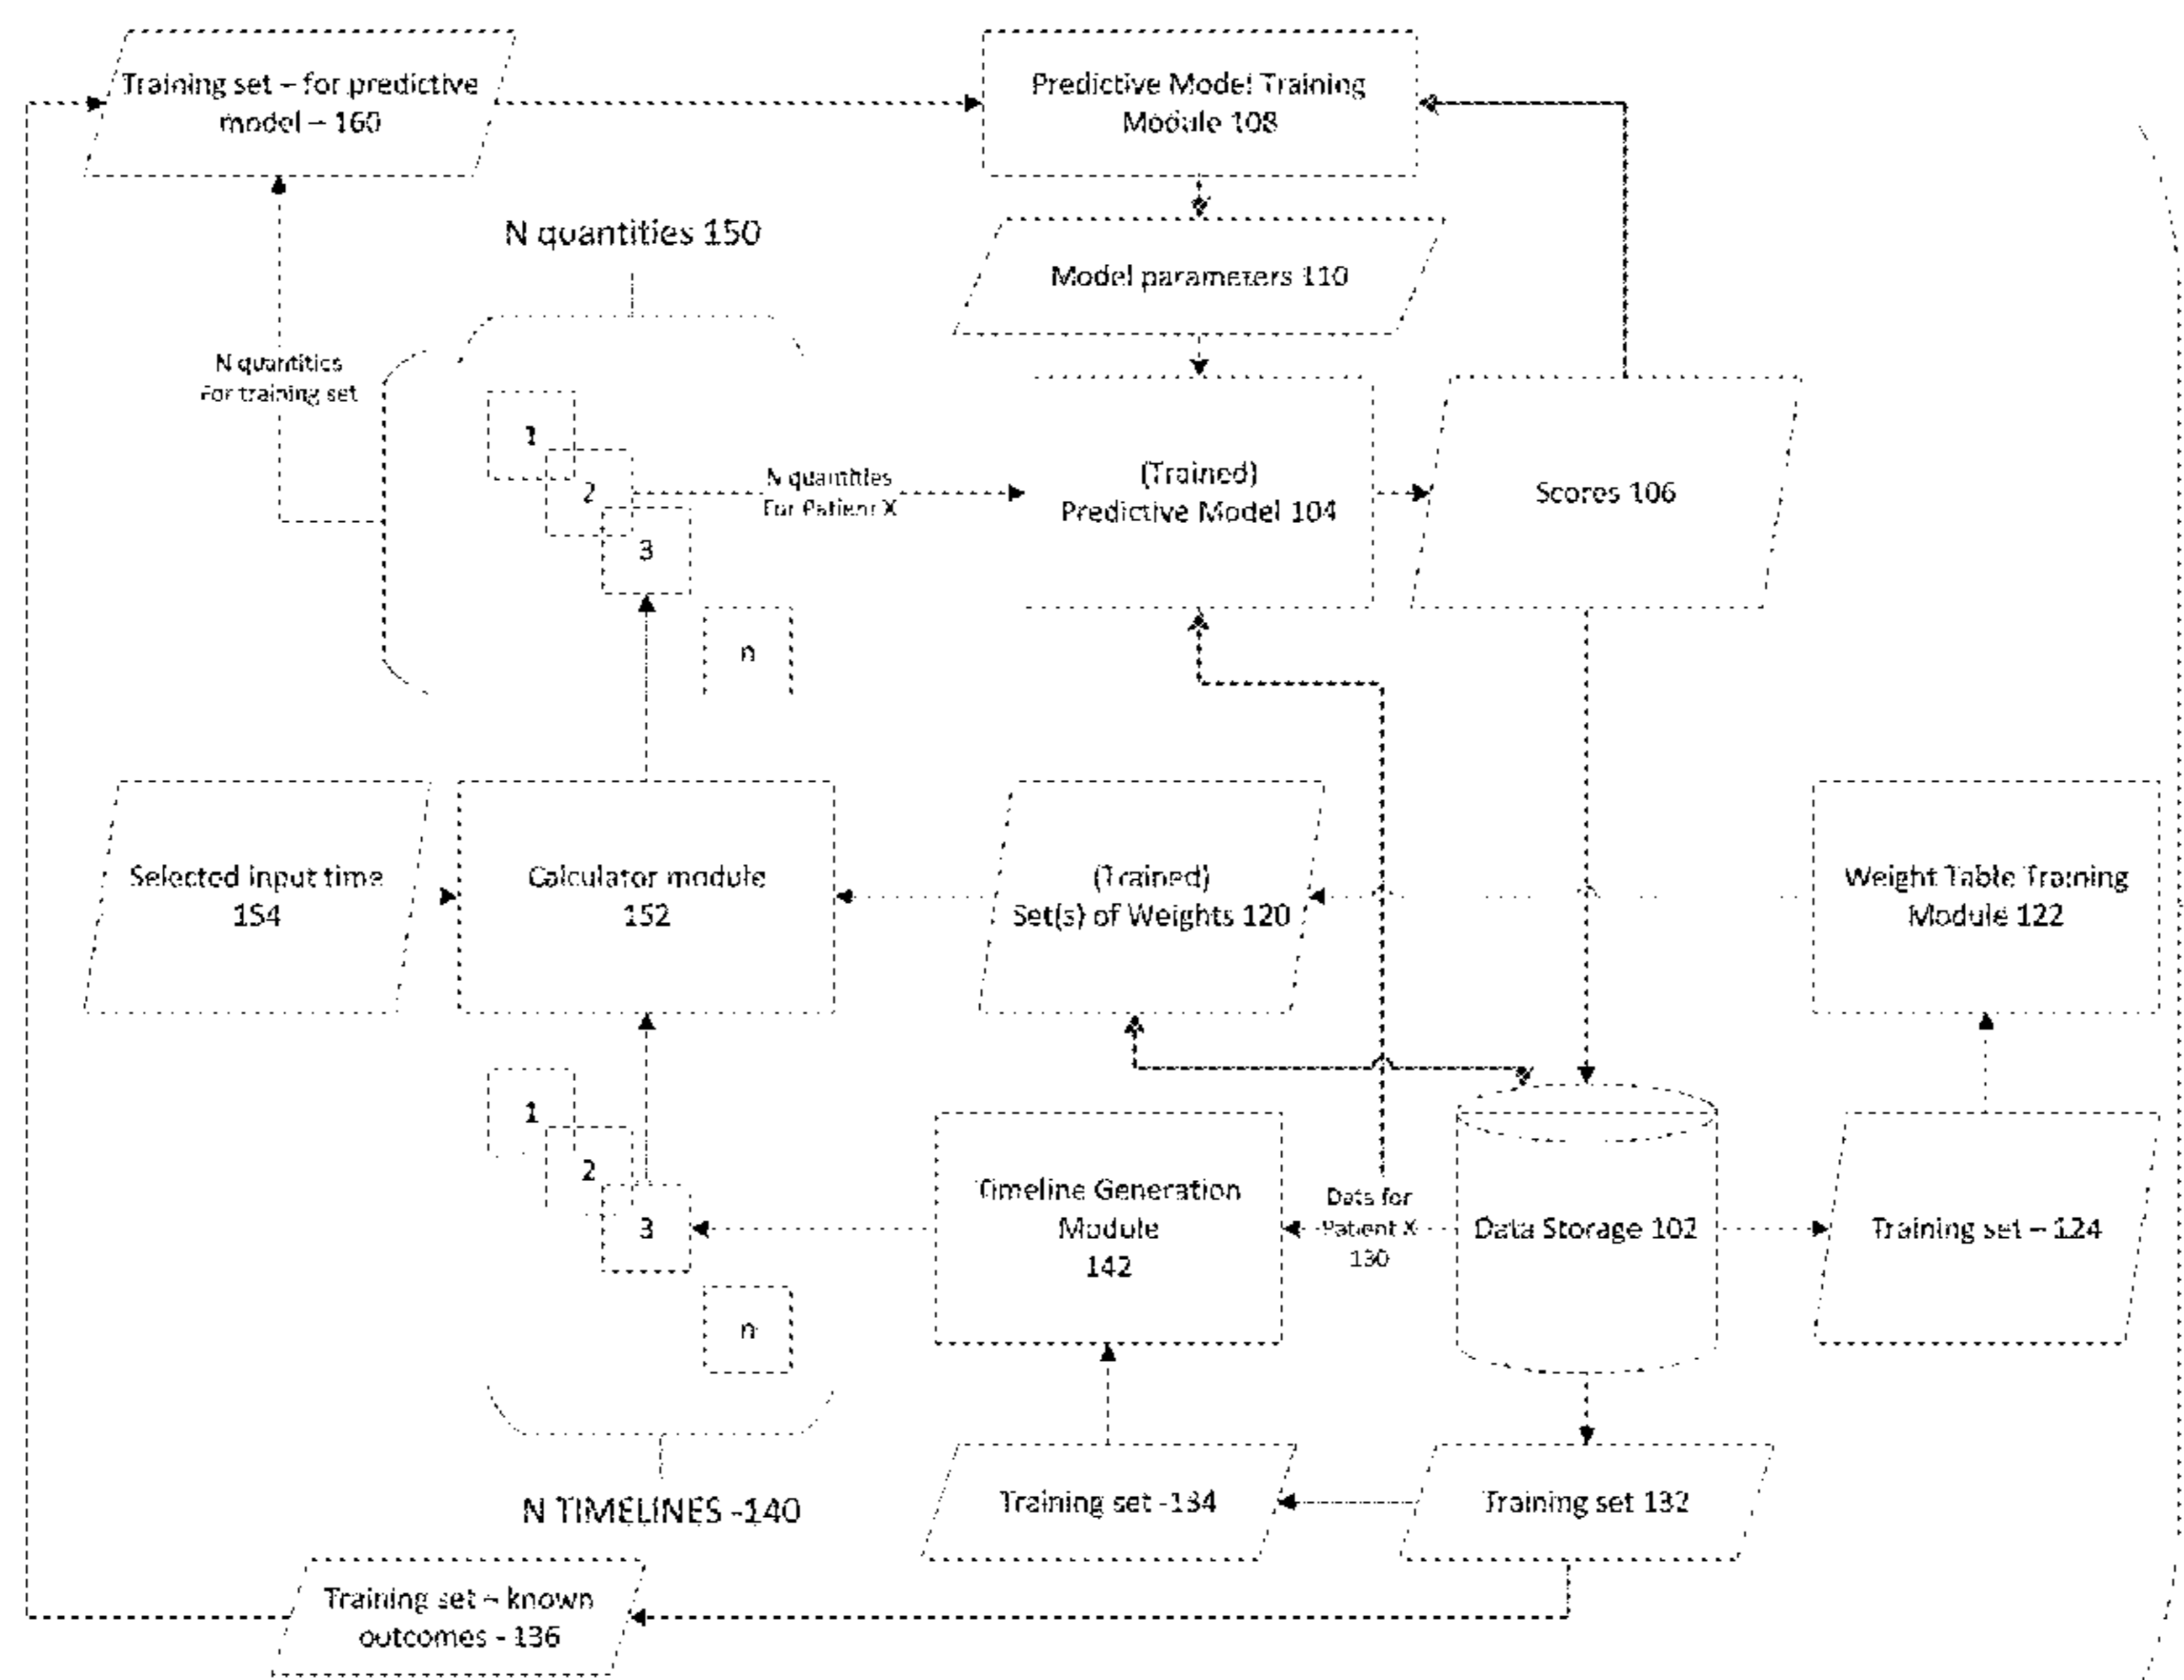 Training set – for predictive
model – 160
Predictive Model Training
Module 108
N quantities 150
Model parameters 110
N quantities
For training set
1
2
3
n
N quantities
For Patient X
(Trained)
Predictive Model 104
Scores 106
Selected input time
154
Calculator module
152
(Trained)
Set(s) of Weights 120
Weight Table Training
Module 122
1
2
3
n
Timeline Generation
Module
142
Data for
Patient X
130
Data Storage 102
Training set – 124
N TIMELINES -140
Training set -134
Training set 132
Training set – known
outcomes - 136